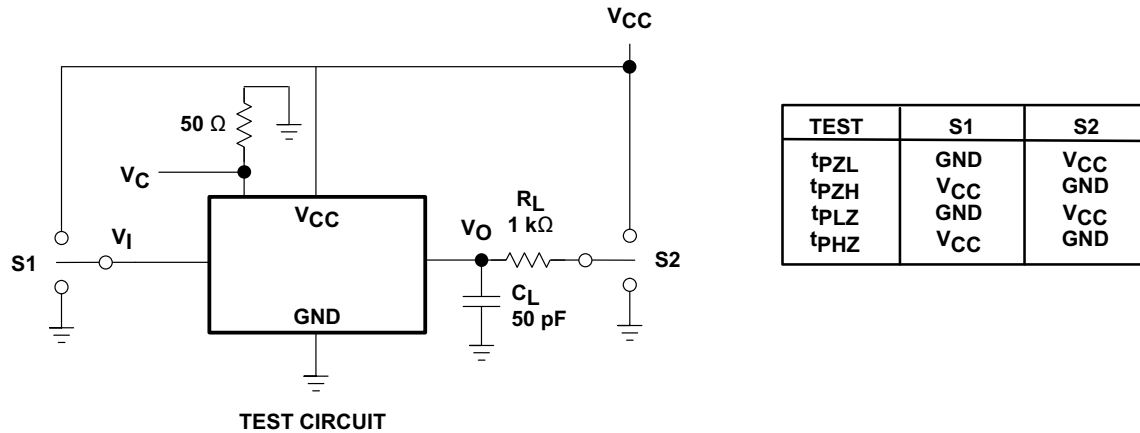 VCC
50 Ω
VC
VCC
RL
1 kΩ
VO
VI
S1
S2
CL
50 pF
GND
TEST CIRCUIT
TEST S1 S2
tPZL GND VCC
tPZH VCC GND
tPLZ GND VCC
tPHZ VCC GND